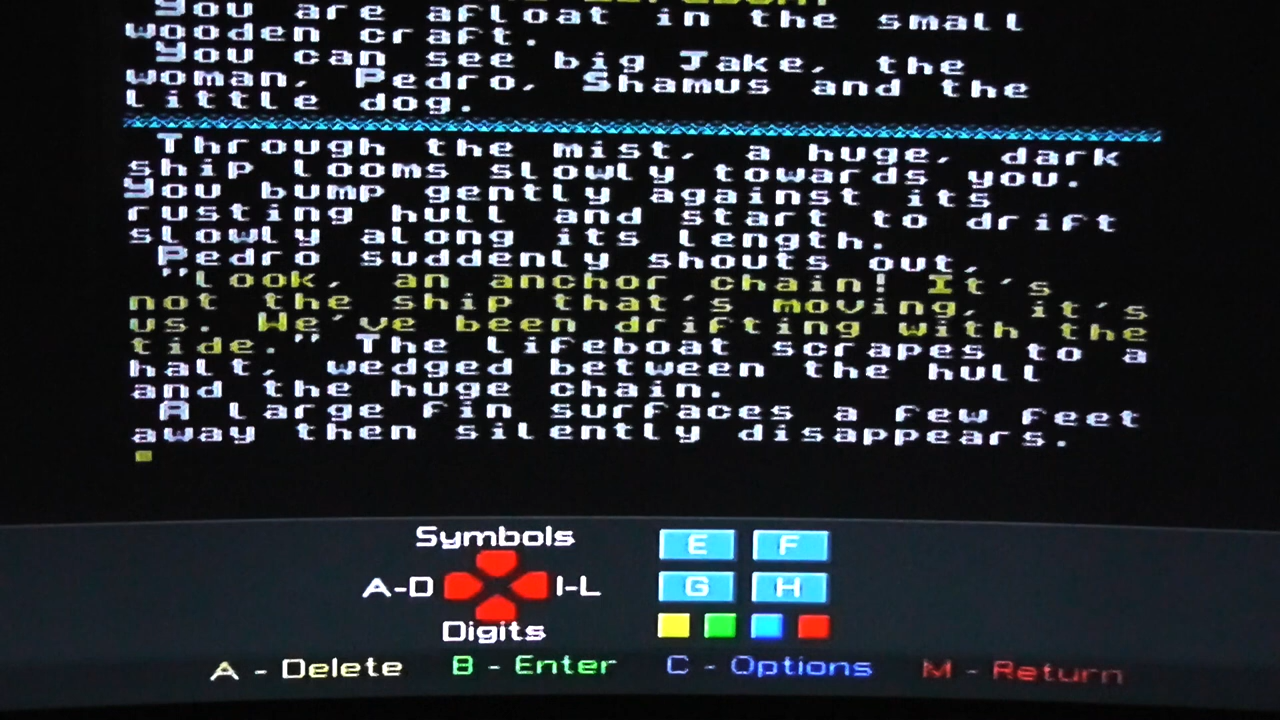 You are afloat in the small
wooden craft.
You can see big Jake, the
woman, Pedro, Shamus and the
little dog.
Through the mist, a huge, dark
ship looms slowly towards you.
You bump gently against its
rusting hull and start to drift
slowly along its length.
Pedro suddenly shouts out,
"Look, an anchor chain! It's
not the ship that's moving, it's
us. We've been drifting with the
tide." The lifeboat scrapes to a
halt, wedged between the hull
and the huge chain.
A large fin surfaces a few feet
away then silently disappears.
Symbols
E F
A-D I-L G H
Digits
A - Delete B - Enter C - Options M - Return